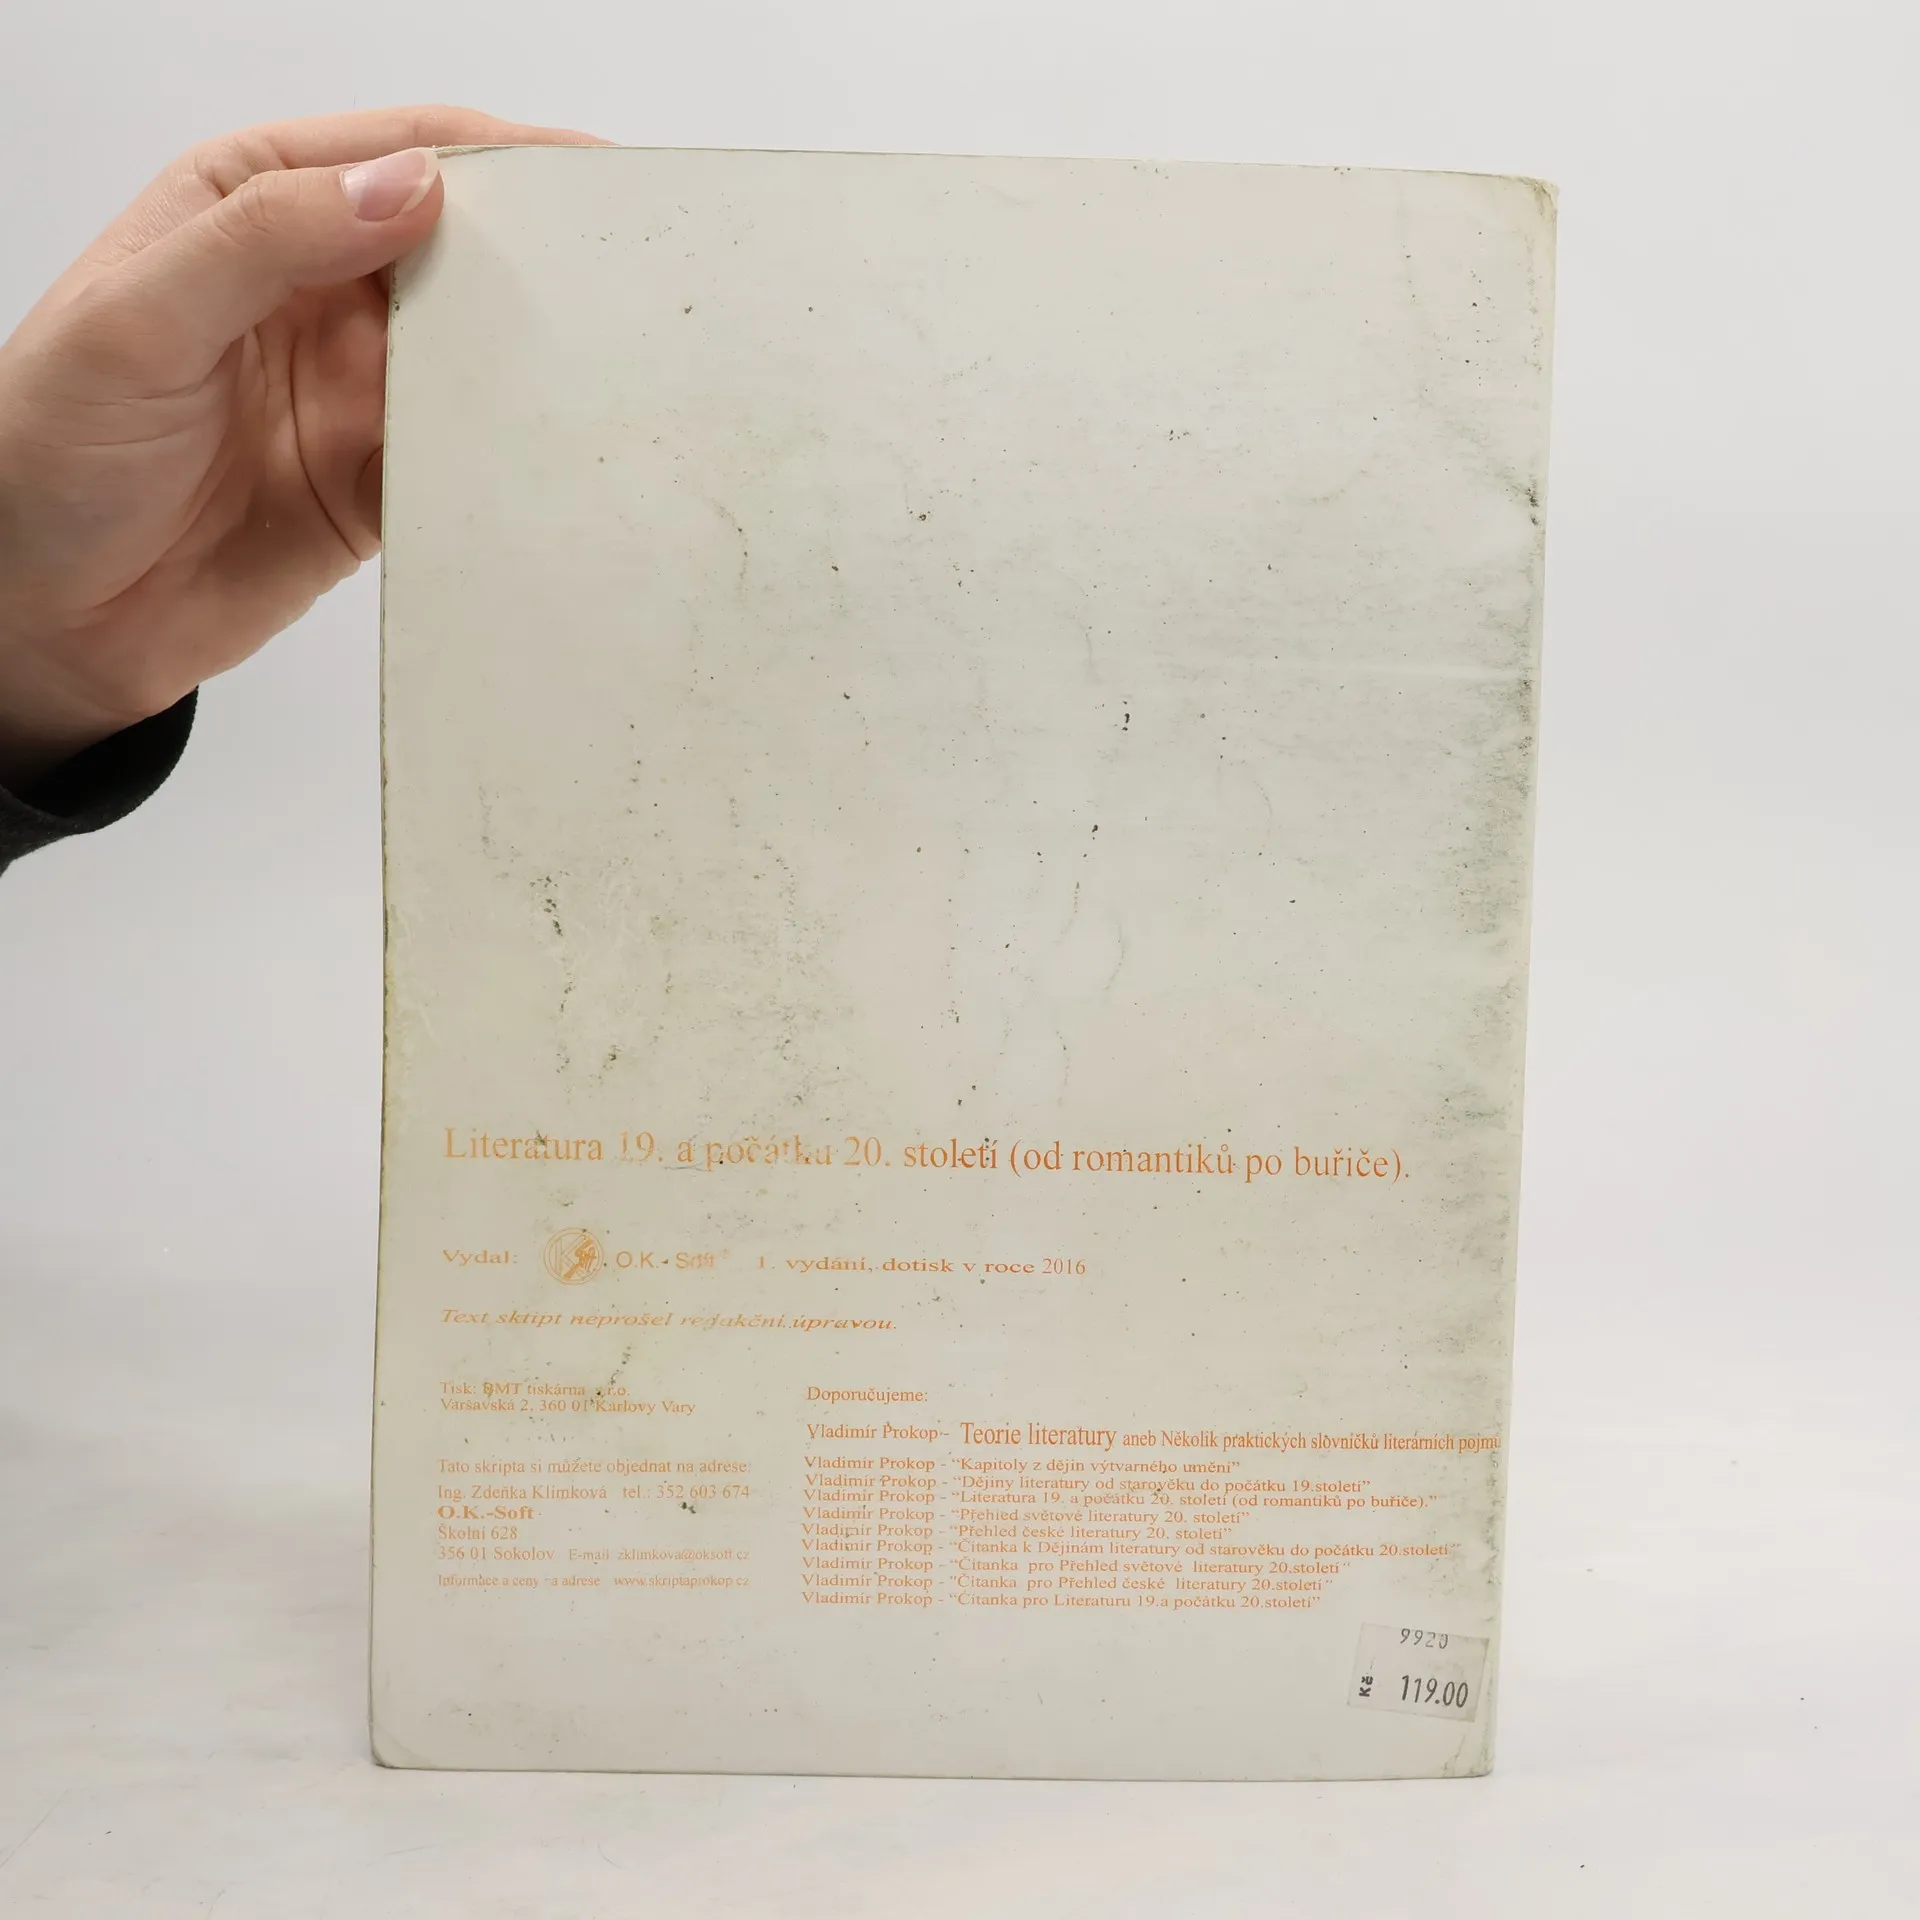 Literatura 19. a počátku 20. století (od romantiků po buřiče).
Vydal: O.K.- Soft 1. vydání, dotisk v roce 2016
Text sktipt neprošel redakční úpravou.
Tisk: BMT tiskárna s.r.o.
Varšavská 2, 360 01 Karlovy Vary
Tato skripta si můžete objednat na adrese:
Ing. Zdeňka Klímková tel.: 352 603 674
O.K.-Soft
Školní 628
356 01 Sokolov E-mail: zklimkova@oksoft.cz
Informace a ceny na adrese www.skriptaprokop.cz
Doporučujeme:
Vladimír Prokop - Teorie literatury aneb Několik praktických slovníčků literárních pojmů
Vladimír Prokop - “Kapitoly z dějin výtvarného umění”
Vladimír Prokop - “Dějiny literatury od starověku do počátku 19.století”
Vladimír Prokop - “Literatura 19. a počátku 20. století (od romantiků po buřiče).”
Vladimír Prokop - “Přehled světové literatury 20. století”
Vladimír Prokop - “Přehled české literatury 20. století”
Vladimír Prokop - “Čítanka k Dějinám literatury od starověku do počátku 20.století”
Vladimír Prokop - “Čítanka pro Přehled světové literatury 20.století”
Vladimír Prokop - “Čítanka pro Přehled české literatury 20.století”
Vladimír Prokop - “Čítanka pro Literaturu 19.a počátku 20.století”
9920
Kč 119.00